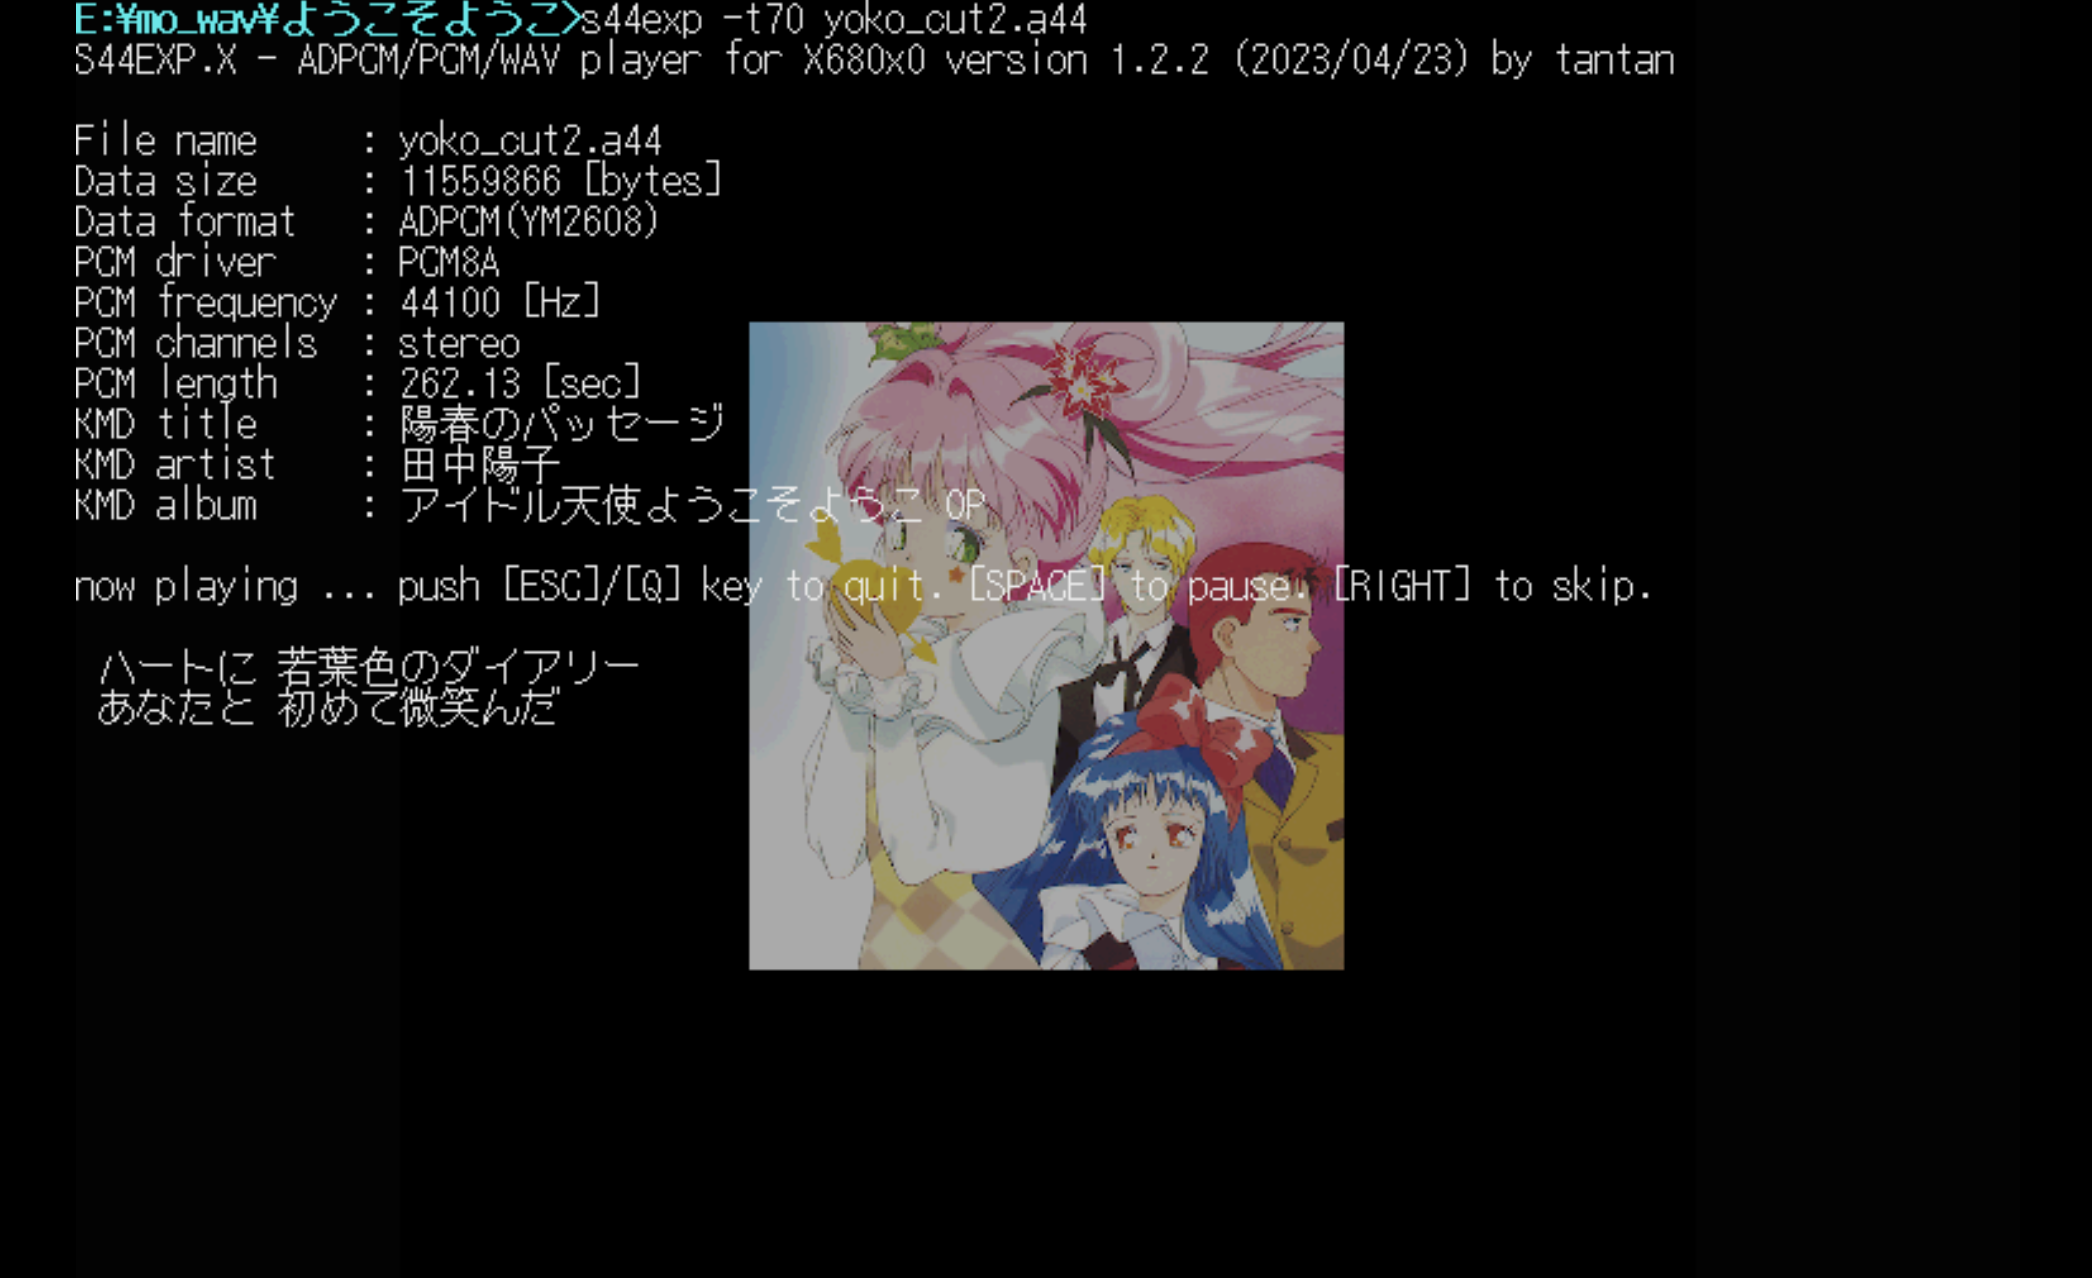 E:¥mo_wav¥ようこそようこ>s44exp -t70 yoko_cut2.a44
S44EXP.X - ADPCM/PCM/WAV player for X680x0 version 1.2.2 (2023/04/23) by tantan
File name : yoko_cut2.a44
Data size : 11559866 [bytes]
Data format : ADPCM(YM2608)
PCM driver : PCM8A
PCM frequency : 44100 [Hz]
PCM channels : stereo
PCM length : 262.13 [sec]
KMD title : 陽春のパッセージ
KMD artist : 田中陽子
KMD album : アイドル天使ようこそようこ OP
now playing ... push [ESC]/[Q] key to quit. [SPACE] to pause. [RIGHT] to skip.
ハートに 若葉色のダイアリー
あなたと 初めて微笑んだ